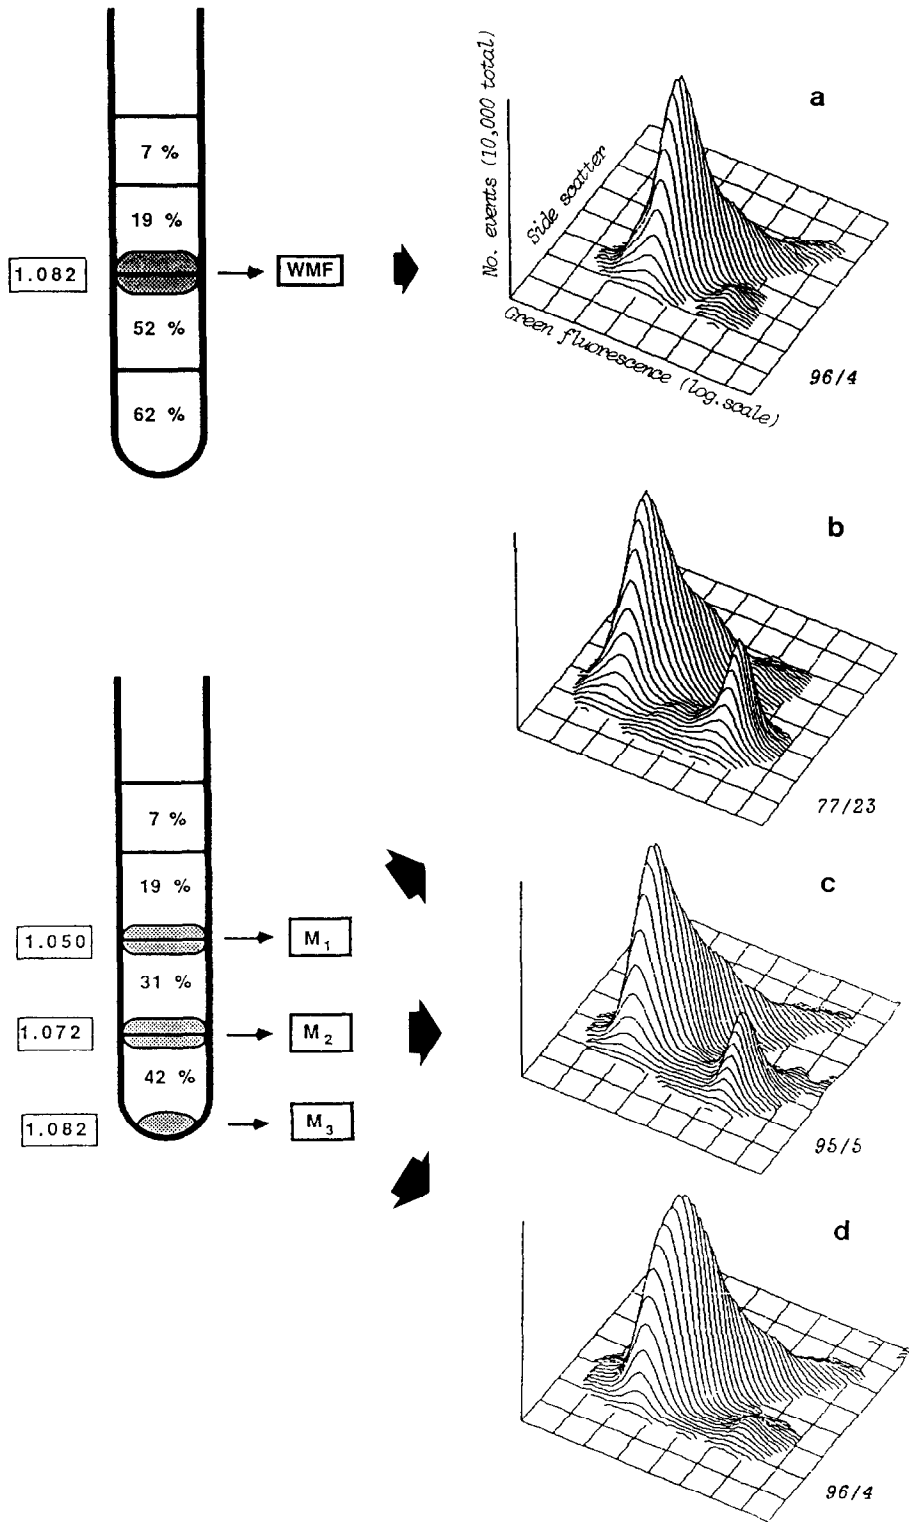 7 %
19 %
1.082
WMF
52 %
62 %
No. events (10,000 total)
Side scatter
Green fluorescence (log.scale)
a
96/4
b
77/23
7 %
19 %
1.050
M1
31 %
1.072
M2
42 %
1.082
M3
c
95/5
d
96/4